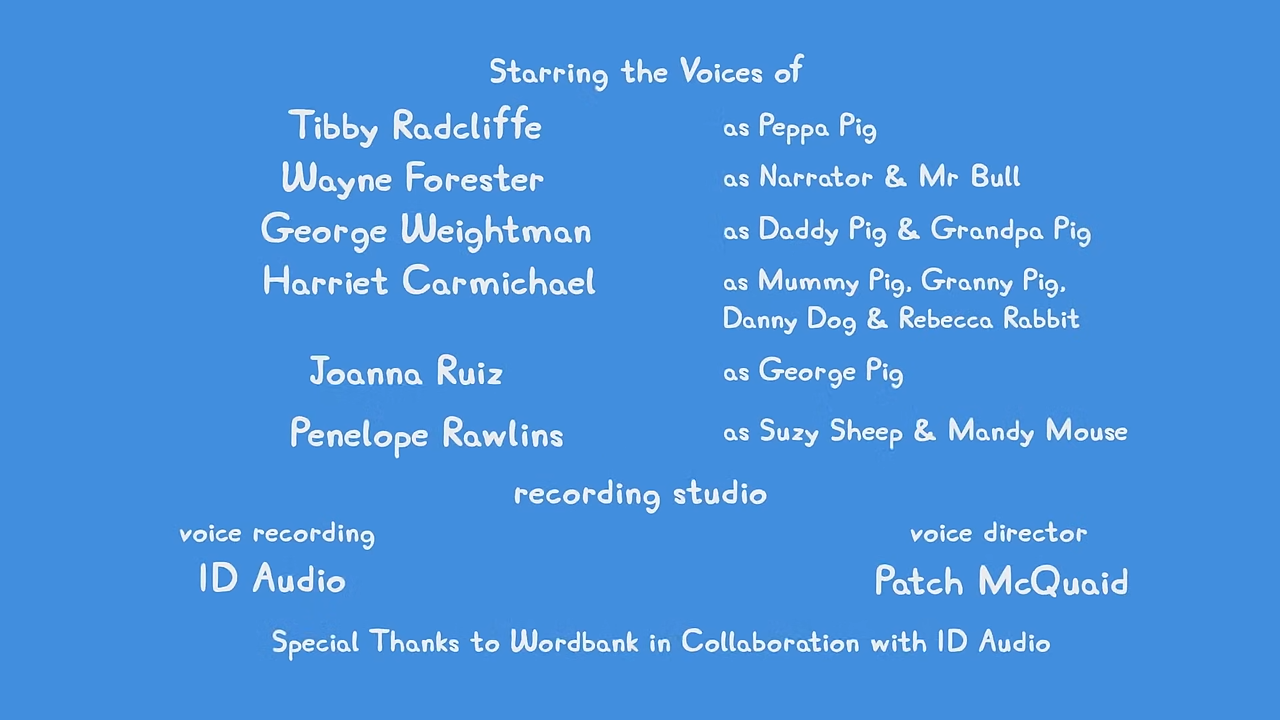 Starring the Voices of
Tibby Radcliffe as Peppa Pig
Wayne Forester as Narrator & Mr Bull
George Weightman as Daddy Pig & Grandpa Pig
Harriet Carmichael as Mummy Pig, Granny Pig,
Danny Dog & Rebecca Rabbit
Joanna Ruiz as George Pig
Penelope Rawlins as Suzy Sheep & Mandy Mouse
recording studio
voice recording voice director
ID Audio Patch McQuaid
Special Thanks to Wordbank in Collaboration with ID Audio